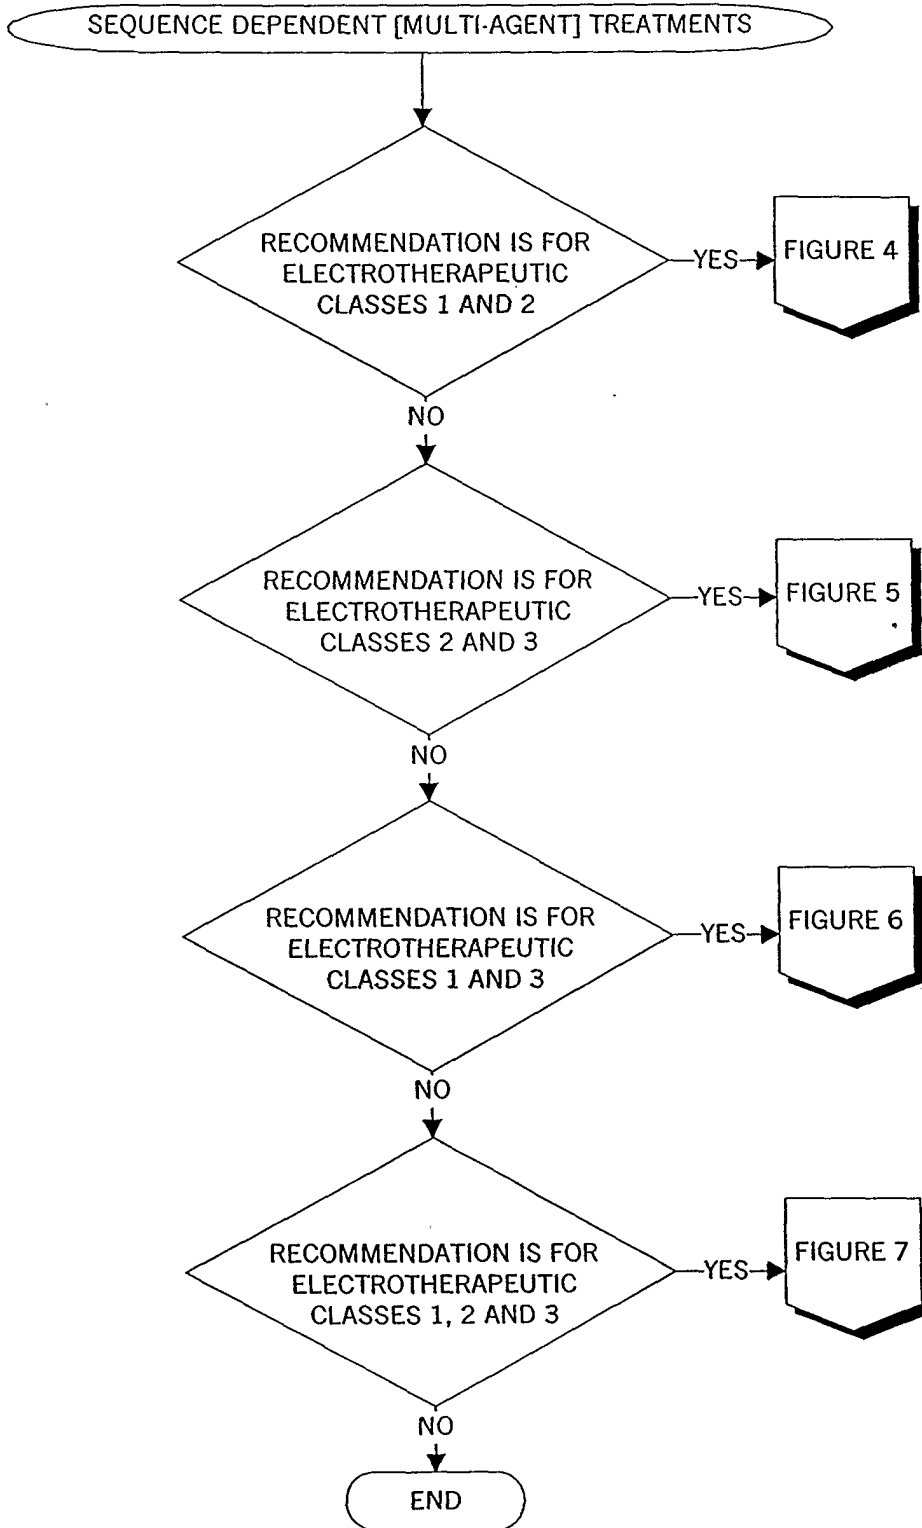 SEQUENCE DEPENDENT [MULTI-AGENT] TREATMENTS
RECOMMENDATION IS FOR
ELECTROTHERAPEUTIC
CLASSES 1 AND 2
YES
FIGURE 4
NO
RECOMMENDATION IS FOR
ELECTROTHERAPEUTIC
CLASSES 2 AND 3
YES
FIGURE 5
NO
RECOMMENDATION IS FOR
ELECTROTHERAPEUTIC
CLASSES 1 AND 3
YES
FIGURE 6
NO
RECOMMENDATION IS FOR
ELECTROTHERAPEUTIC
CLASSES 1, 2 AND 3
YES
FIGURE 7
NO
END